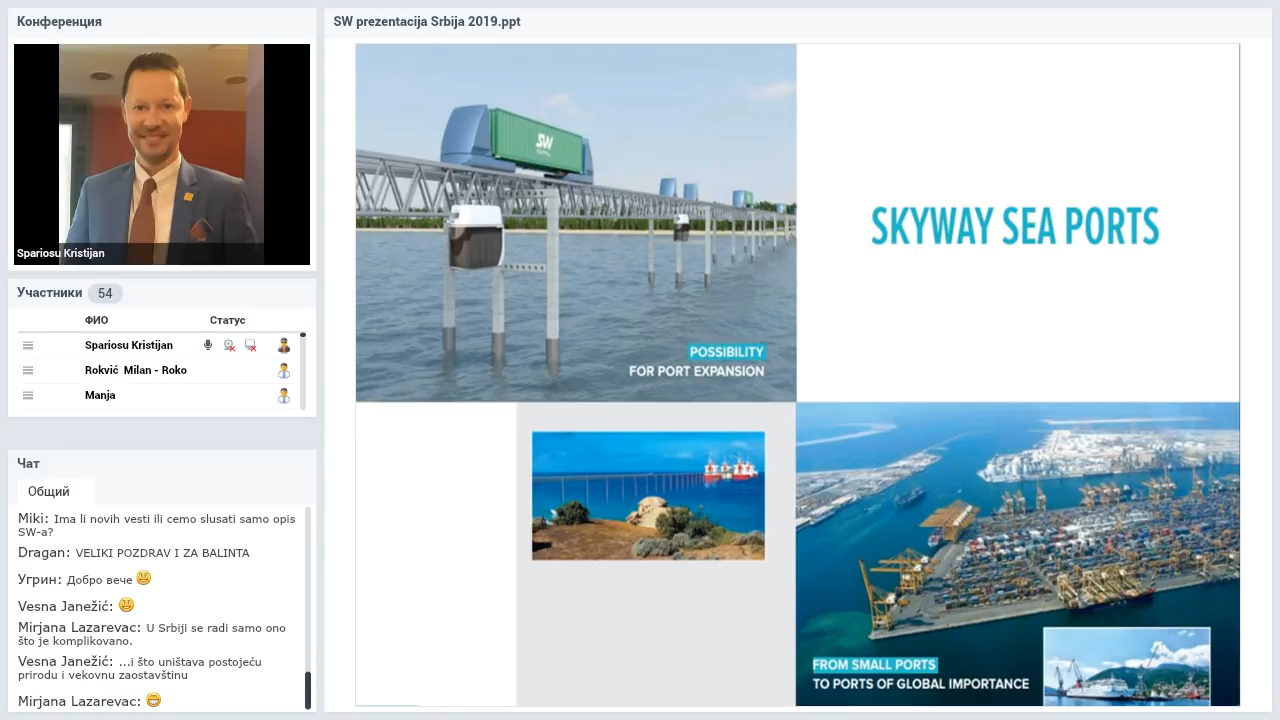 Конференция
Spariosu Kristijan
Участники 54
ФИО Статус
Spariosu Kristijan
Rokvić Milan - Roko
Manja
Чат
Общий
Miki: Ima li novih vesti ili cemo slusati samo opis
SW-a?
Dragan: VELIKI POZDRAV I ZA BALINTA
Угрин: Добро вече
Vesna Janežić:
Mirjana Lazarevac: U Srbiji se radi samo ono
što je komplikovano.
Vesna Janežić: ...i što uništava postojeću
prirodu i vekovnu zaostavštinu
Mirjana Lazarevac:
SW prezentacija Srbija 2019.ppt
SW
POSSIBILITY
FOR PORT EXPANSION
SKYWAY SEA PORTS
FROM SMALL PORTS
TO PORTS OF GLOBAL IMPORTANCE